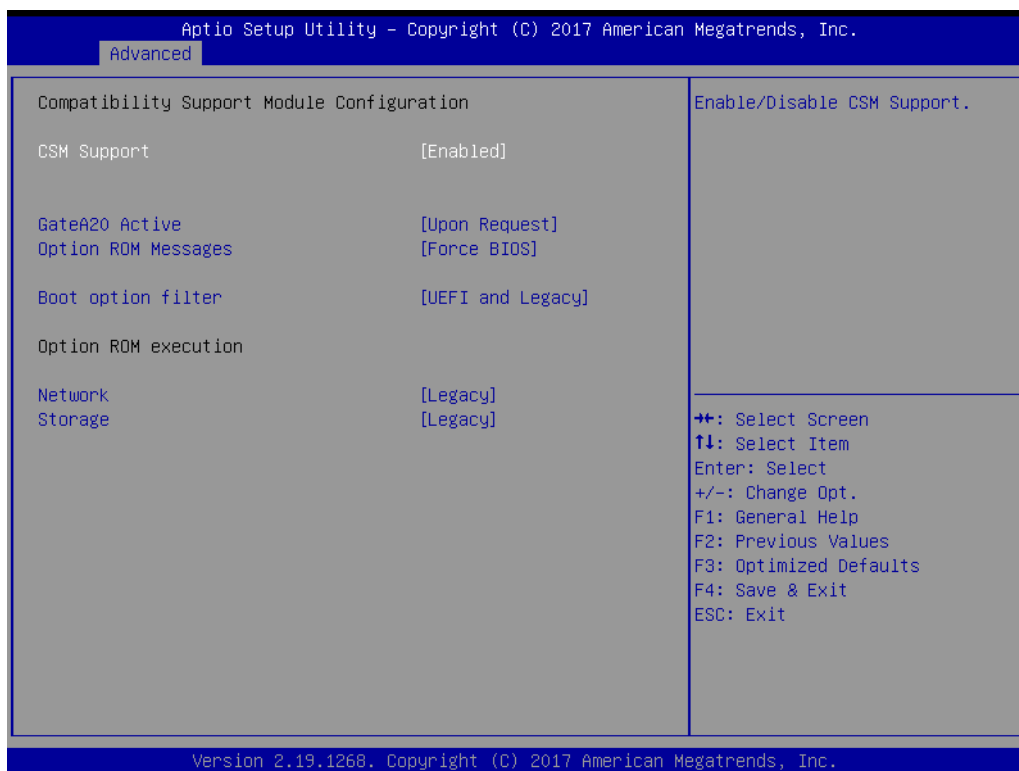 Aptio Setup Utility – Copyright (C) 2017 American Megatrends, Inc.
Advanced
Compatibility Support Module Configuration
CSM Support [Enabled]
GateA20 Active [Upon Request]
Option ROM Messages [Force BIOS]
Boot option filter [UEFI and Legacy]
Option ROM execution
Network [Legacy]
Storage [Legacy]
Enable/Disable CSM Support.
→←: Select Screen
↑↓: Select Item
Enter: Select
+/-: Change Opt.
F1: General Help
F2: Previous Values
F3: Optimized Defaults
F4: Save & Exit
ESC: Exit
Version 2.19.1268. Copyright (C) 2017 American Megatrends, Inc.